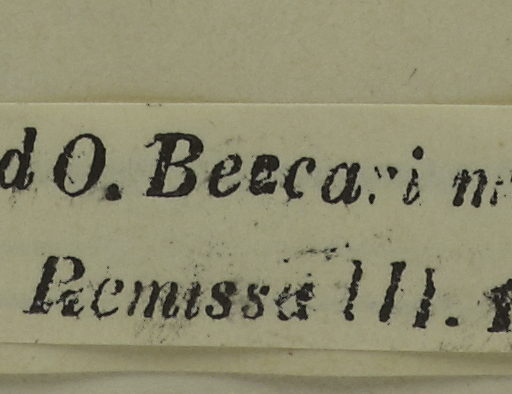 d O. Beccari m
Remissa III.